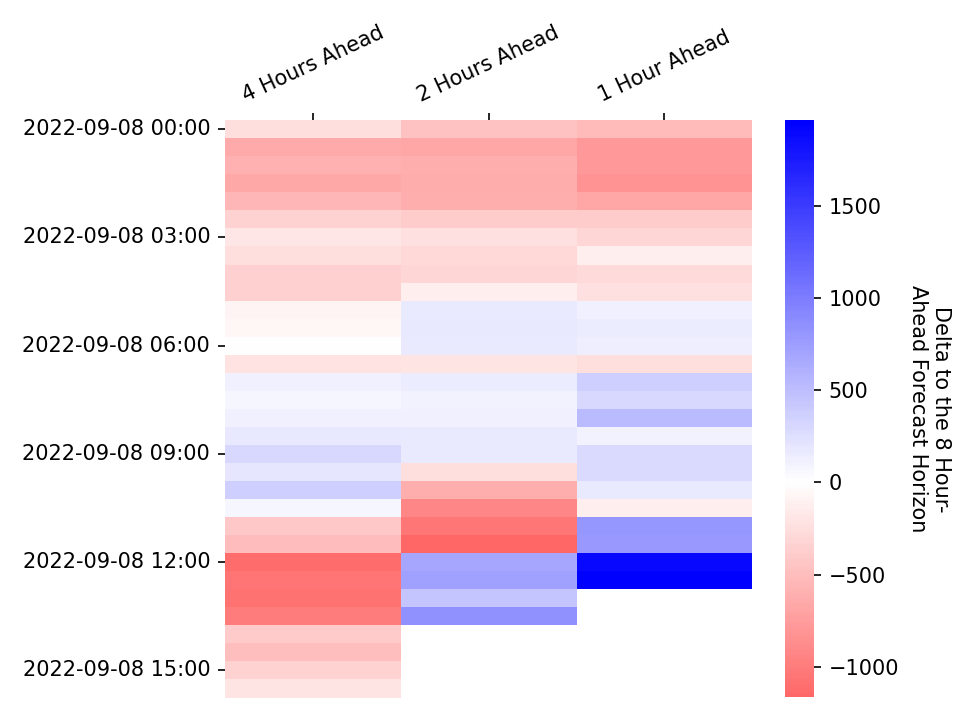 4 Hours Ahead
2 Hours Ahead
1 Hour Ahead
2022-09-08 00:00
2022-09-08 03:00
2022-09-08 06:00
2022-09-08 09:00
2022-09-08 12:00
2022-09-08 15:00
1500
1000
500
0
−500
−1000
Delta to the 8 Hour-
Ahead Forecast Horizon